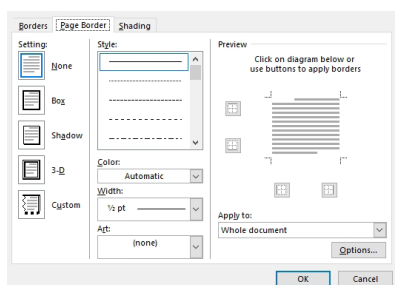 Borders Page Border Shading
Setting:
None
Box
Shadow
3-D
Custom
Style:
Color:
Automatic
Width:
½ pt
Art:
(none)
Preview
Click on diagram below or
use buttons to apply borders
Apply to:
Whole document
Options...
OK Cancel